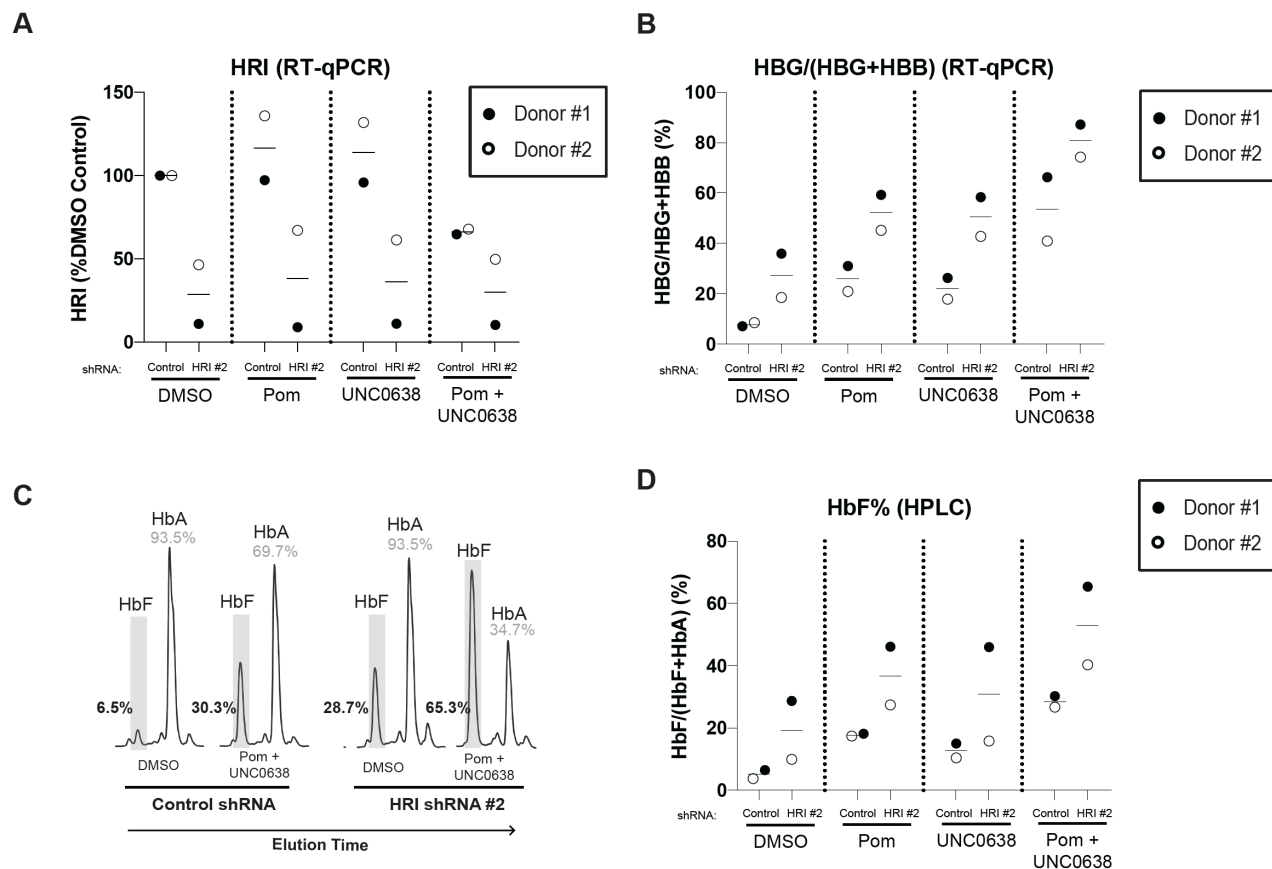 A
HRI (RT-qPCR)
HRI (%DMSO Control)
150
100
50
0
Donor #1
Donor #2
shRNA:
Control HRI #2 Control HRI #2 Control HRI #2 Control HRI #2
DMSO Pom UNC0638 Pom +
UNC0638
B
HBG/(HBG+HBB) (RT-qPCR)
HBG/HBG+HBB (%)
100
80
60
40
20
0
Donor #1
Donor #2
shRNA:
Control HRI #2 Control HRI #2 Control HRI #2 Control HRI #2
DMSO Pom UNC0638 Pom +
UNC0638
C
HbA
93.5%
HbF
6.5%
DMSO
HbA
69.7%
HbF
30.3%
Pom +
UNC0638
Control shRNA
HbA
93.5%
HbF
28.7%
DMSO
HbF
65.3%
HbA
34.7%
Pom +
UNC0638
HRI shRNA #2
Elution Time
D
HbF% (HPLC)
HbF/(HbF+HbA) (%)
80
60
40
20
0
Donor #1
Donor #2
shRNA:
Control HRI #2 Control HRI #2 Control HRI #2 Control HRI #2
DMSO Pom UNC0638 Pom +
UNC0638